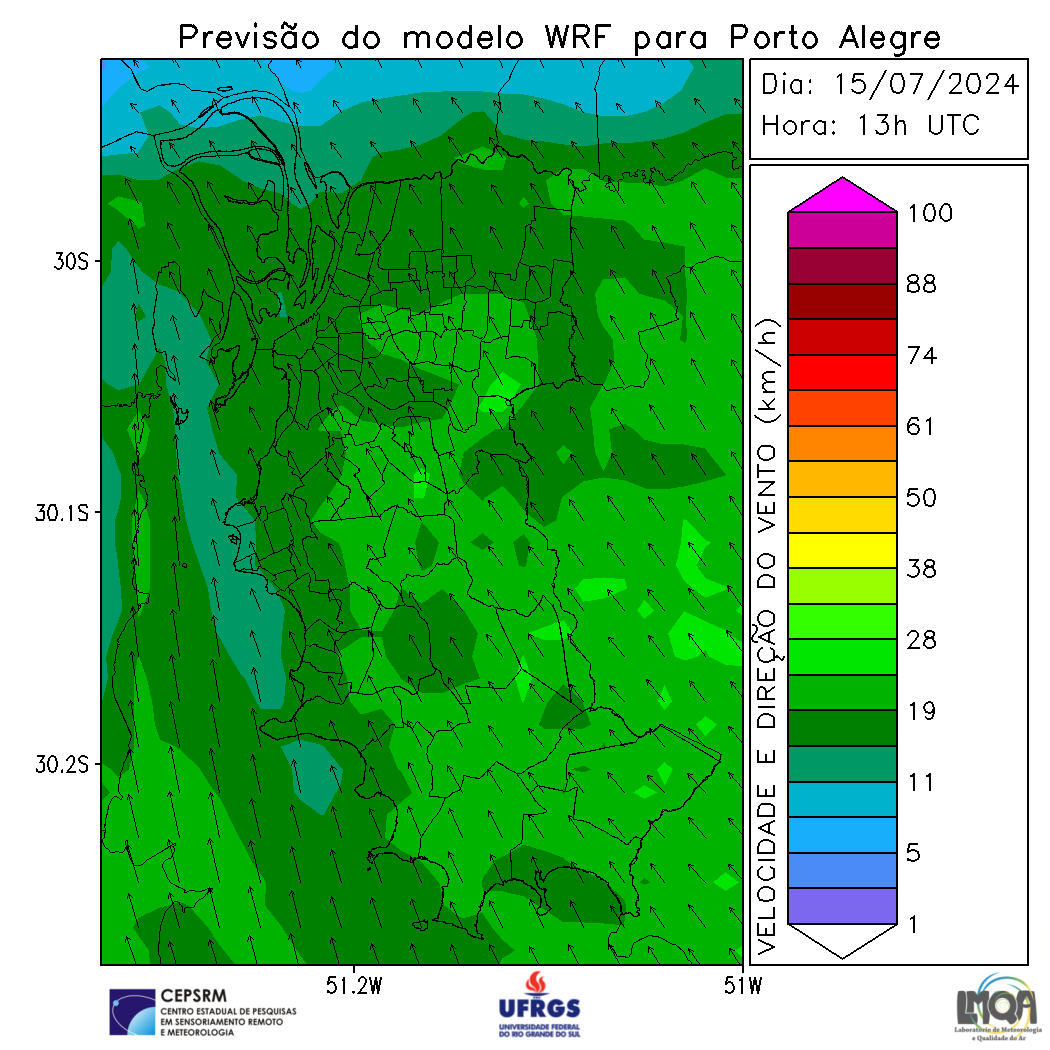 Previsão do modelo WRF para Porto Alegre
Dia: 15/07/2024
Hora: 13h UTC
30S
30.1S
30.2S
51.2W
51W
VELOCIDADE E DIREÇÃO DO VENTO (km/h)
100
88
74
61
50
38
28
19
11
5
1
CEPSRM
CENTRO ESTADUAL DE PESQUISAS
EM SENSORIAMENTO REMOTO
E METEOROLOGIA
UFRGS
UNIVERSIDADE FEDERAL
DO RIO GRANDE DO SUL
LMQA
Laboratório de Meteorologia
e Qualidade do Ar